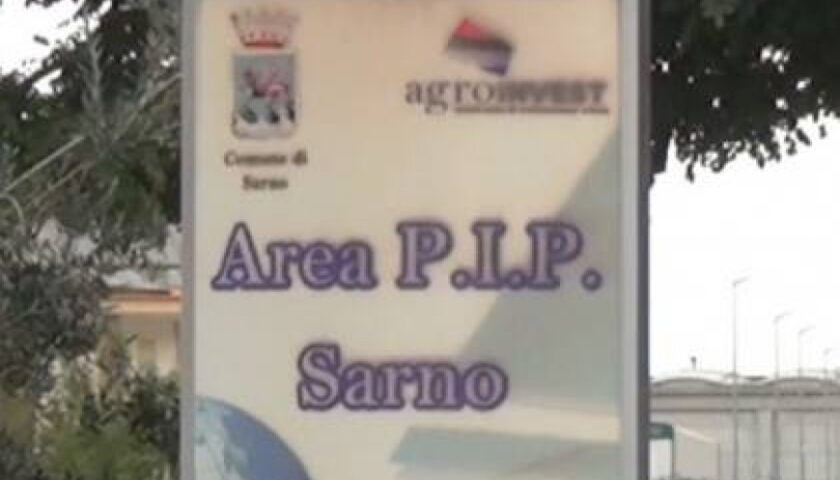 agroINVEST
Comune di
Sarno
Area P.I.P.
Sarno